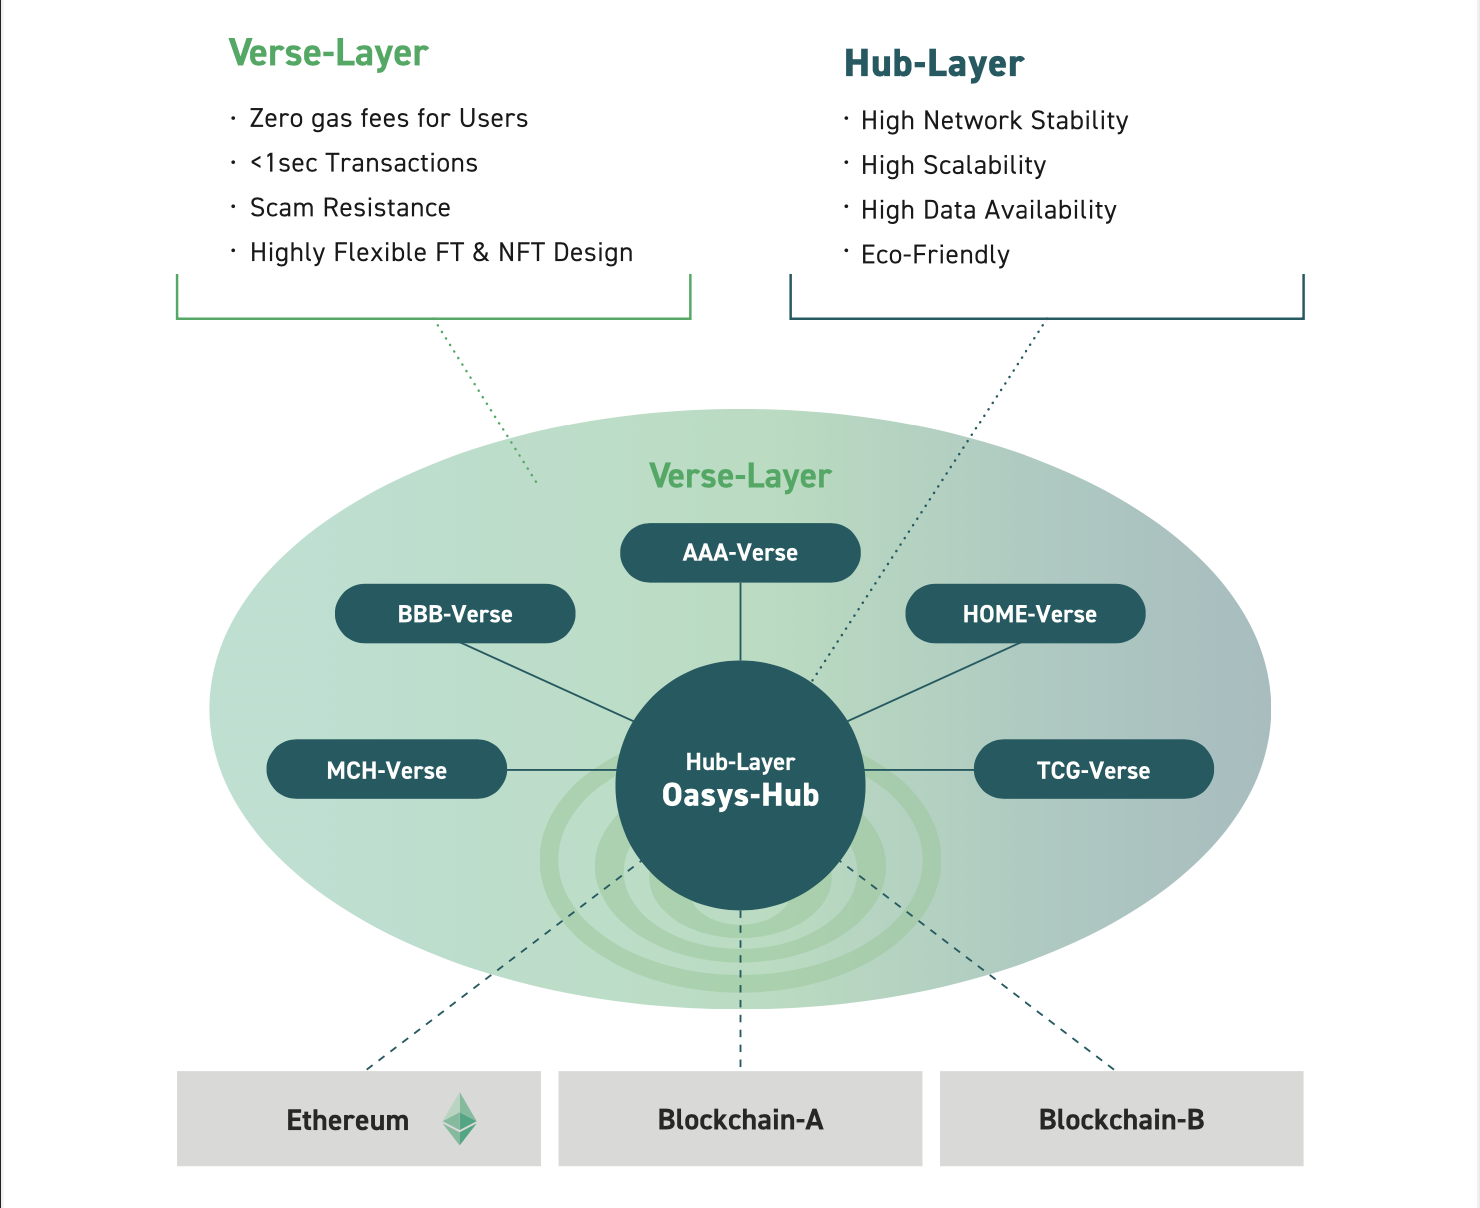 Verse-Layer
· Zero gas fees for Users
· <1sec Transactions
· Scam Resistance
· Highly Flexible FT & NFT Design
Hub-Layer
· High Network Stability
· High Scalability
· High Data Availability
· Eco-Friendly
Verse-Layer
AAA-Verse
BBB-Verse
HOME-Verse
MCH-Verse
Hub-Layer
Oasys-Hub
TCG-Verse
Ethereum
Blockchain-A
Blockchain-B